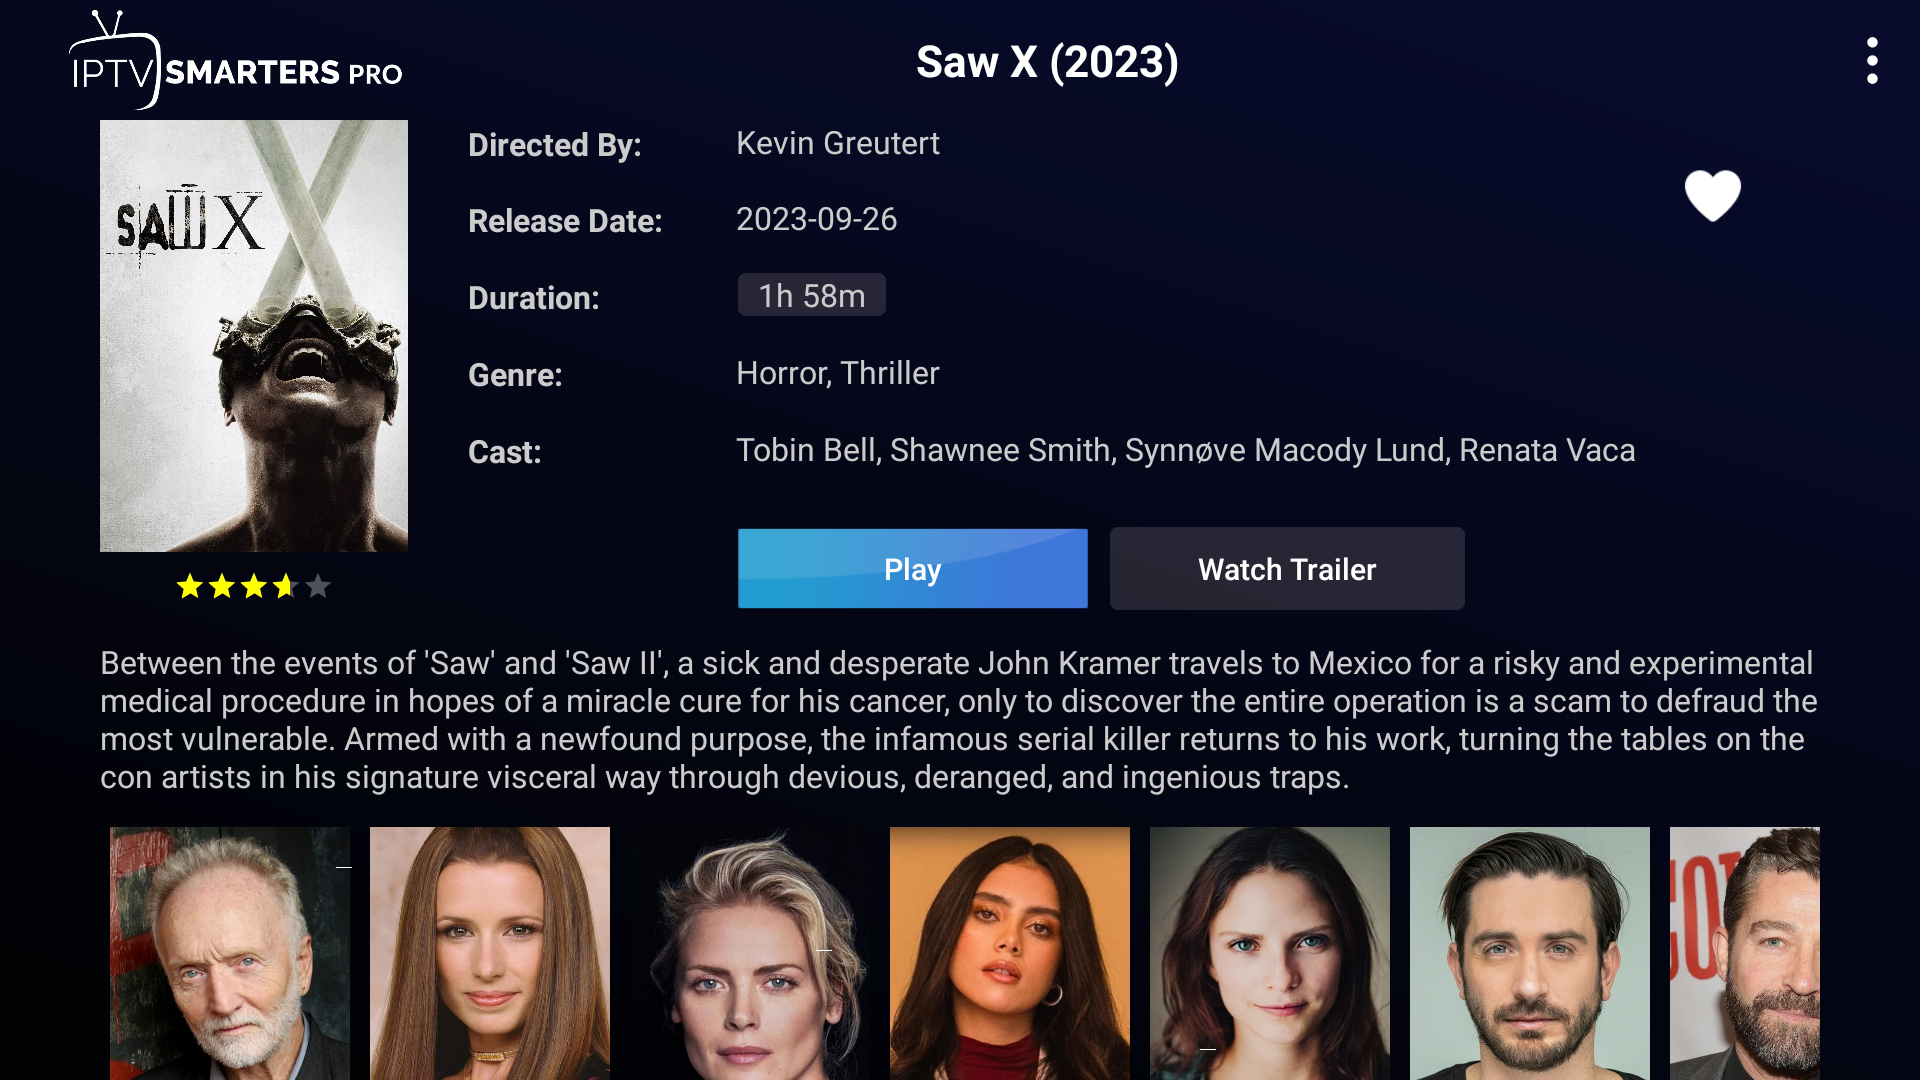 IPTV SMARTERS PRO
Saw X (2023)
SAW X
Directed By: Kevin Greutert
Release Date: 2023-09-26
Duration: 1h 58m
Genre: Horror, Thriller
Cast: Tobin Bell, Shawnee Smith, Synnøve Macody Lund, Renata Vaca
Play Watch Trailer
Between the events of 'Saw' and 'Saw II', a sick and desperate John Kramer travels to Mexico for a risky and experimental
medical procedure in hopes of a miracle cure for his cancer, only to discover the entire operation is a scam to defraud the
most vulnerable. Armed with a newfound purpose, the infamous serial killer returns to his work, turning the tables on the
con artists in his signature visceral way through devious, deranged, and ingenious traps.